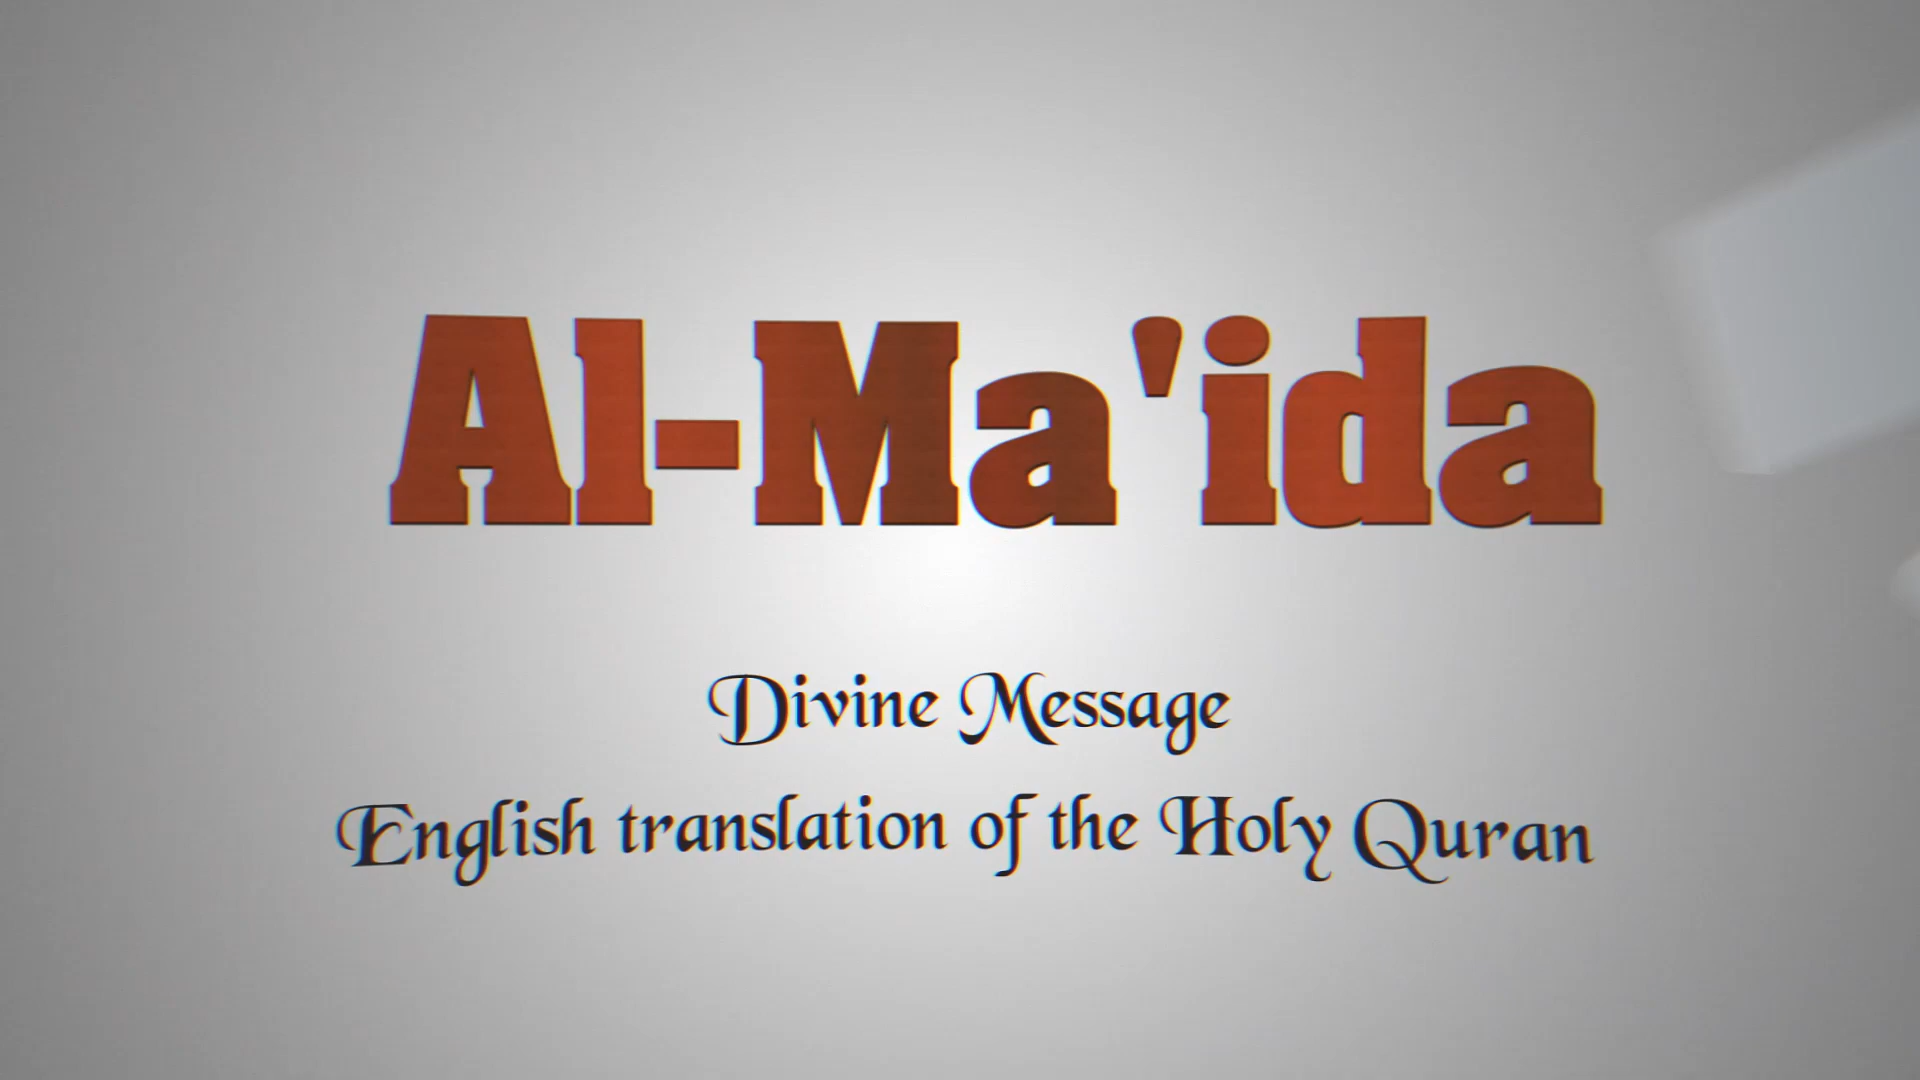 Al-Ma'ida
Divine Message
English translation of the Holy Quran